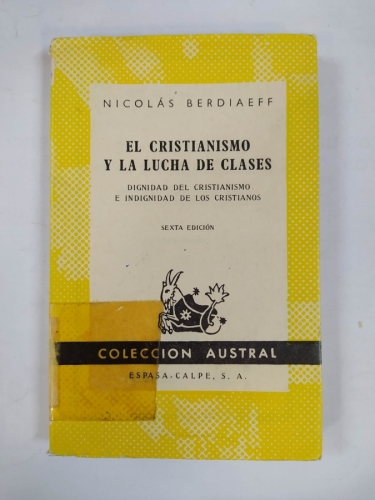 NICOLÁS BERDIAEFF
EL CRISTIANISMO
Y LA LUCHA DE CLASES
DIGNIDAD DEL CRISTIANISMO
E INDIGNIDAD DE LOS CRISTIANOS
SEXTA EDICIÓN
COLECCION AUSTRAL
ESPASA-CALPE, S. A.